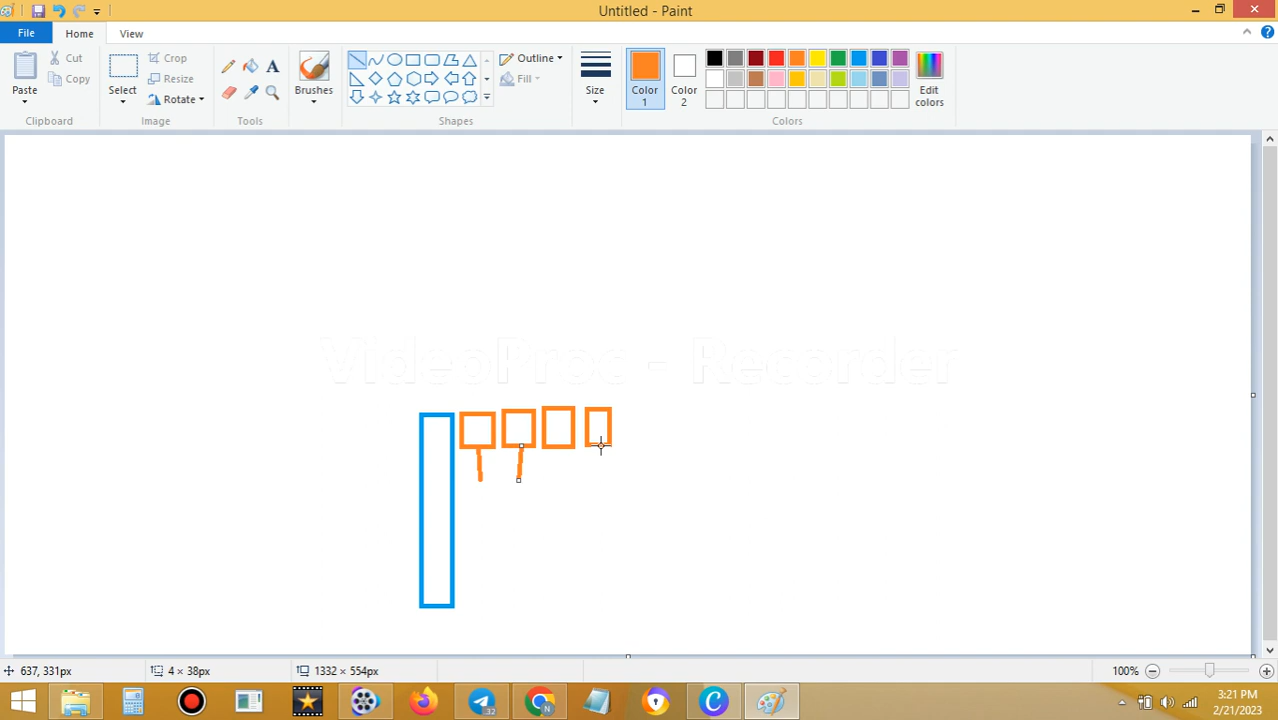 Untitled - Paint
File
Home
View
Paste
Cut
Copy
Clipboard
Select
Crop
Resize
Rotate
Image
A
Tools
Brushes
Shapes
Outline
Fill
Size
Color 1
Color 2
Edit colors
Colors
VideoProc - Recorder
637, 331px
4 × 38px
1332 × 554px
100%
32
N
C
3:21 PM
2/21/2023